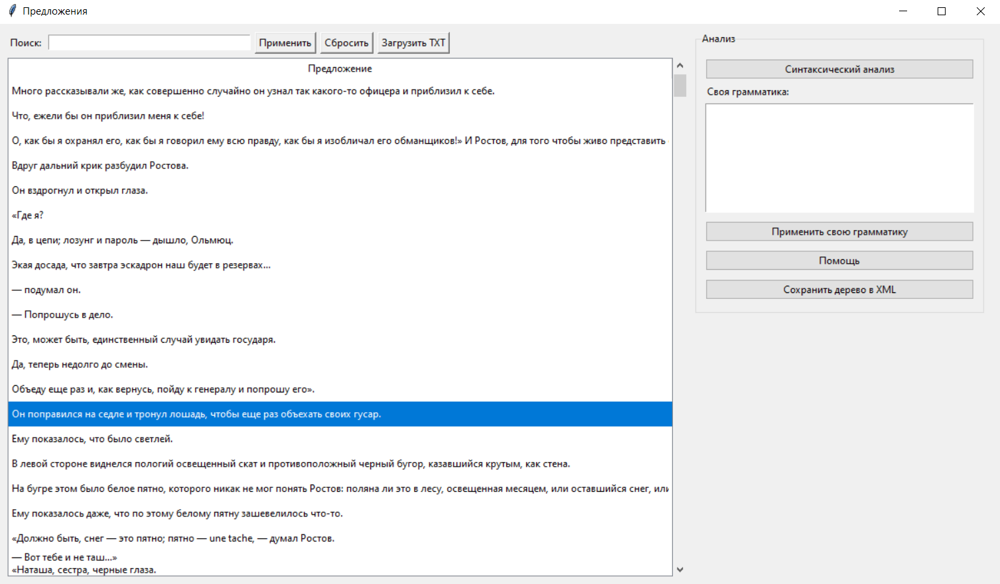 Предложения
Поиск:
Применить
Сбросить
Загрузить TXT
Предложение
Много рассказывали же, как совершенно случайно он узнал так какого-то офицера и приблизил к себе.
Что, ежели бы он приблизил меня к себе!
О, как бы я охранял его, как бы я говорил ему всю правду, как бы я изобличал его обманщиков!» И Ростов, для того чтобы живо представить
Вдруг дальний крик разбудил Ростова.
Он вздрогнул и открыл глаза.
«Где я?
Да, в цепи; лозунг и пароль — дышло, Ольмюц.
Экая досада, что завтра эскадрон наш будет в резервах...
— подумал он.
— Попрошусь в дело.
Это, может быть, единственный случай увидать государя.
Да, теперь недолго до смены.
Объеду еще раз и, как вернусь, пойду к генералу и попрошу его».
Он поправился на седле и тронул лошадь, чтобы еще раз объехать своих гусар.
Ему показалось, что было светлей.
В левой стороне виднелся пологий освещенный скат и противоположный черный бугор, казавшийся крутым, как стена.
На бугре этом было белое пятно, которого никак не мог понять Ростов: поляна ли это в лесу, освещенная месяцем, или оставшийся снег, или
Ему показалось даже, что по этому белому пятну зашевелилось что-то.
«Должно быть, снег — это пятно; пятно — une tache, — думал Ростов.
— Вот тебе и не таш...»
«Наташа, сестра, черные глаза.
Анализ
Синтаксический анализ
Своя грамматика:
Применить свою грамматику
Помощь
Сохранить дерево в XML